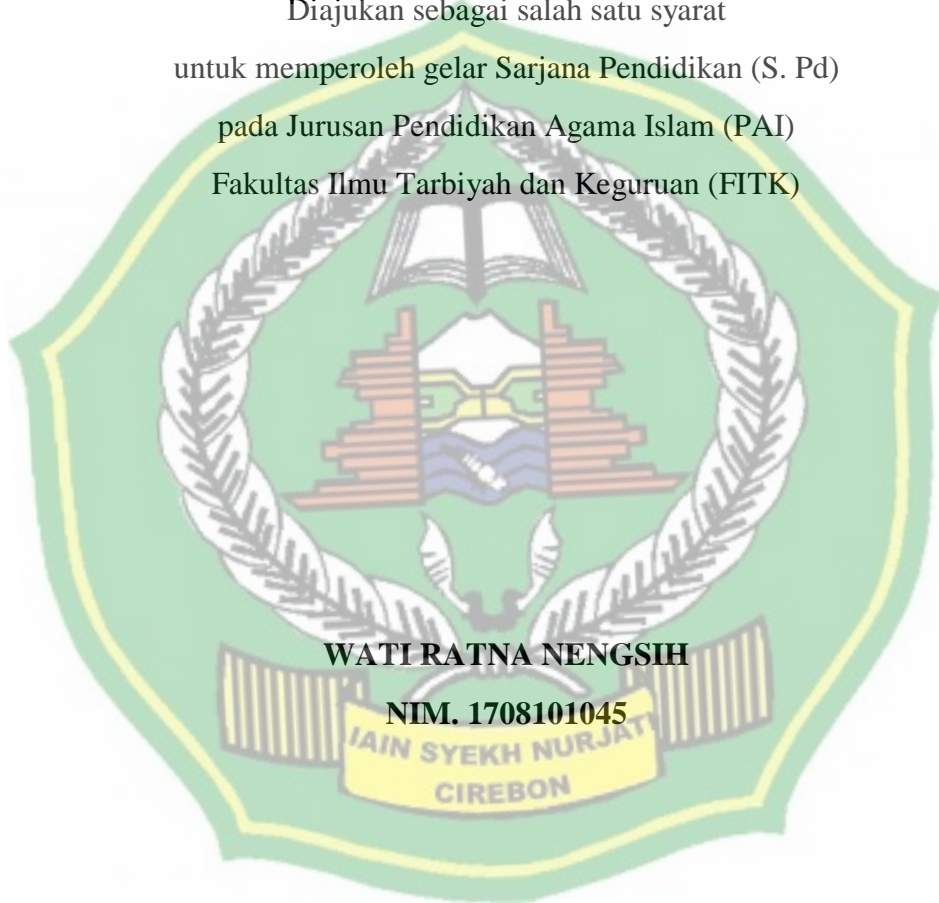 Diajukan sebagai salah satu syarat
untuk memperoleh gelar Sarjana Pendidikan (S. Pd)
pada Jurusan Pendidikan Agama Islam (PAI)
Fakultas Ilmu Tarbiyah dan Keguruan (FITK)
WATI RATNA NENGSIH
NIM. 1708101045
IAIN SYEKH NURJATI
CIREBON